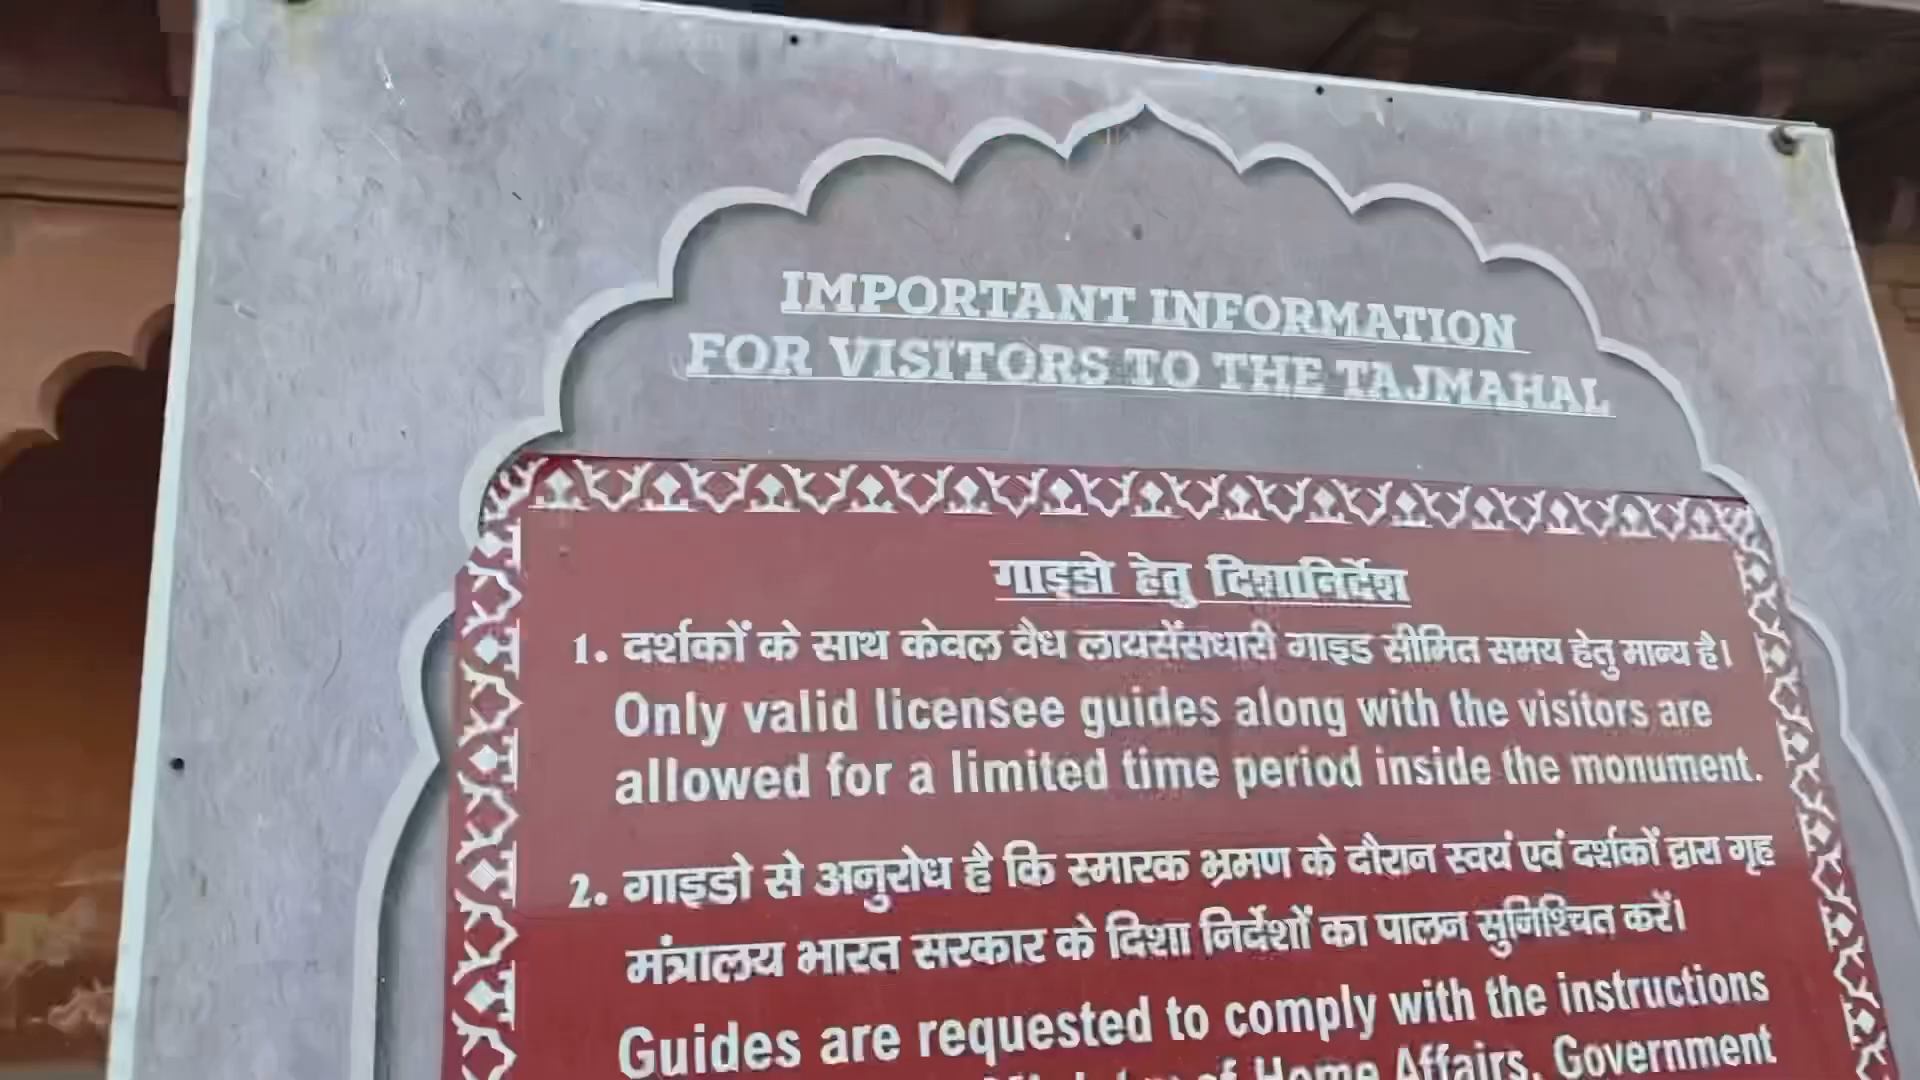 IMPORTANT INFORMATION
FOR VISITORS TO THE TAJMAHAL
गाइडो हेतु दिशानिर्देश
1. दर्शकों के साथ केवल वैध लायसेंसधारी गाइड सीमित समय हेतु मान्य है।
Only valid licensee guides along with the visitors are
allowed for a limited time period inside the monument.
2. गाइडो से अनुरोध है कि स्मारक भ्रमण के दौरान स्वयं एवं दर्शकों द्वारा गृह
मंत्रालय भारत सरकार के दिशा निर्देशों का पालन सुनिश्चित करें।
Guides are requested to comply with the instructions
of Home Affairs, Government